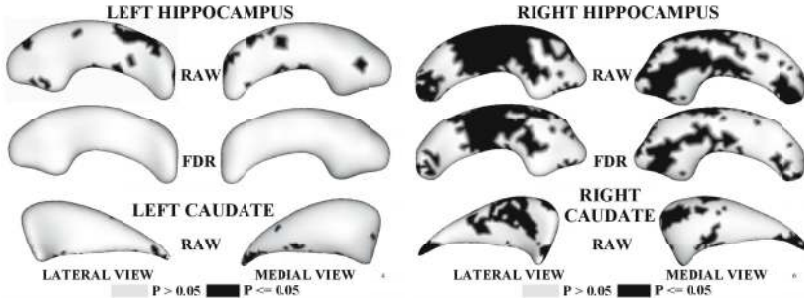 LEFT HIPPOCAMPUS
RAW
FDR
LEFT CAUDATE
RAW
LATERAL VIEW MEDIAL VIEW
P > 0.05 P <= 0.05
RIGHT HIPPOCAMPUS
RAW
FDR
RIGHT
CAUDATE
RAW
LATERAL VIEW MEDIAL VIEW
P > 0.05 P <= 0.05